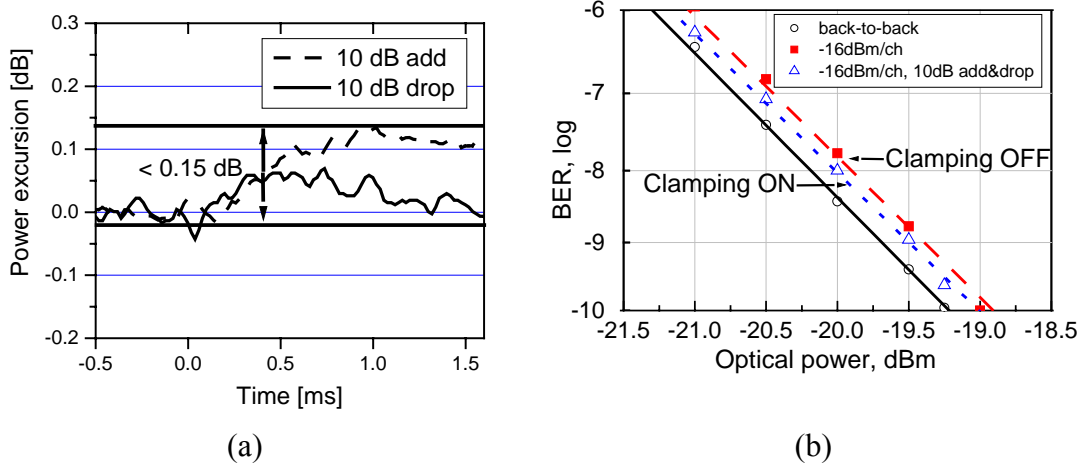 0.3
0.2
0.1
0.0
-0.1
-0.2
Power excursion [dB]
10 dB add
10 dB drop
< 0.15 dB
-0.5
0.0
0.5
1.0
1.5
Time [ms]
(a)
-6
-7
-8
-9
-10
BER, log
back-to-back
-16dBm/ch
-16dBm/ch, 10dB add&drop
Clamping OFF
Clamping ON
-21.5
-21.0
-20.5
-20.0
-19.5
-19.0
-18.5
Optical power, dBm
(b)